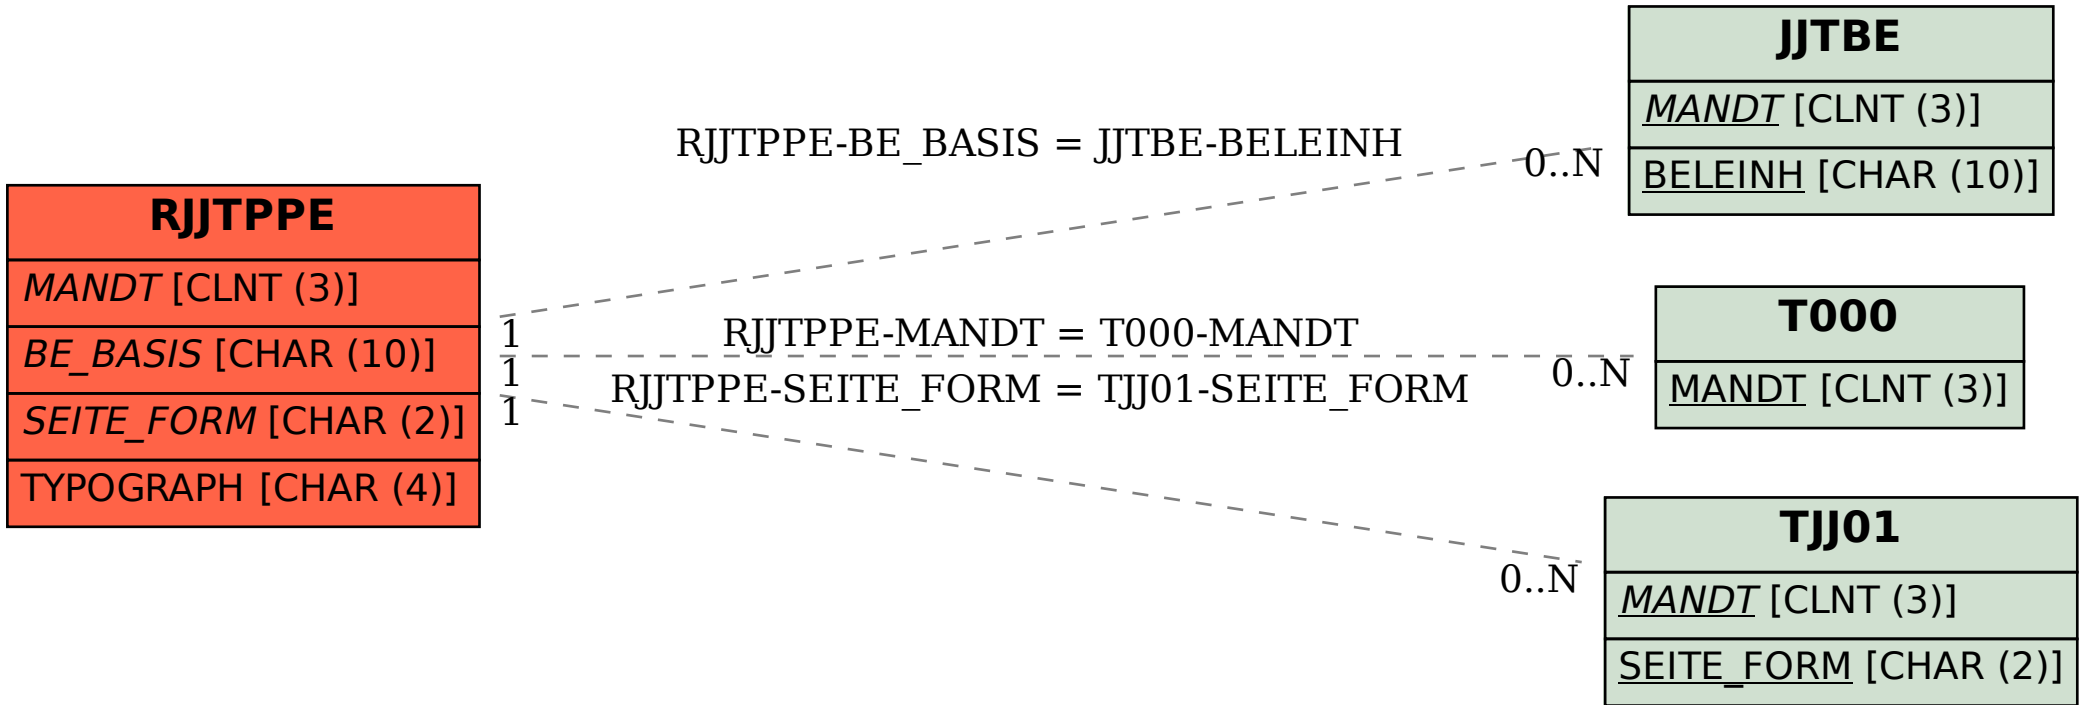 RJJTPPE
MANDT [CLNT (3)]
BE_BASIS [CHAR (10)]
SEITE_FORM [CHAR (2)]
TYPOGRAPH [CHAR (4)]
RJJTPPE-BE_BASIS = JJTBE-BELEINH
0..N
1
RJJTPPE-MANDT = T000-MANDT
0..N
1
RJJTPPE-SEITE_FORM = TJJ01-SEITE_FORM
0..N
1
JJTBE
MANDT [CLNT (3)]
BELEINH [CHAR (10)]
T000
MANDT [CLNT (3)]
TJJ01
MANDT [CLNT (3)]
SEITE_FORM [CHAR (2)]